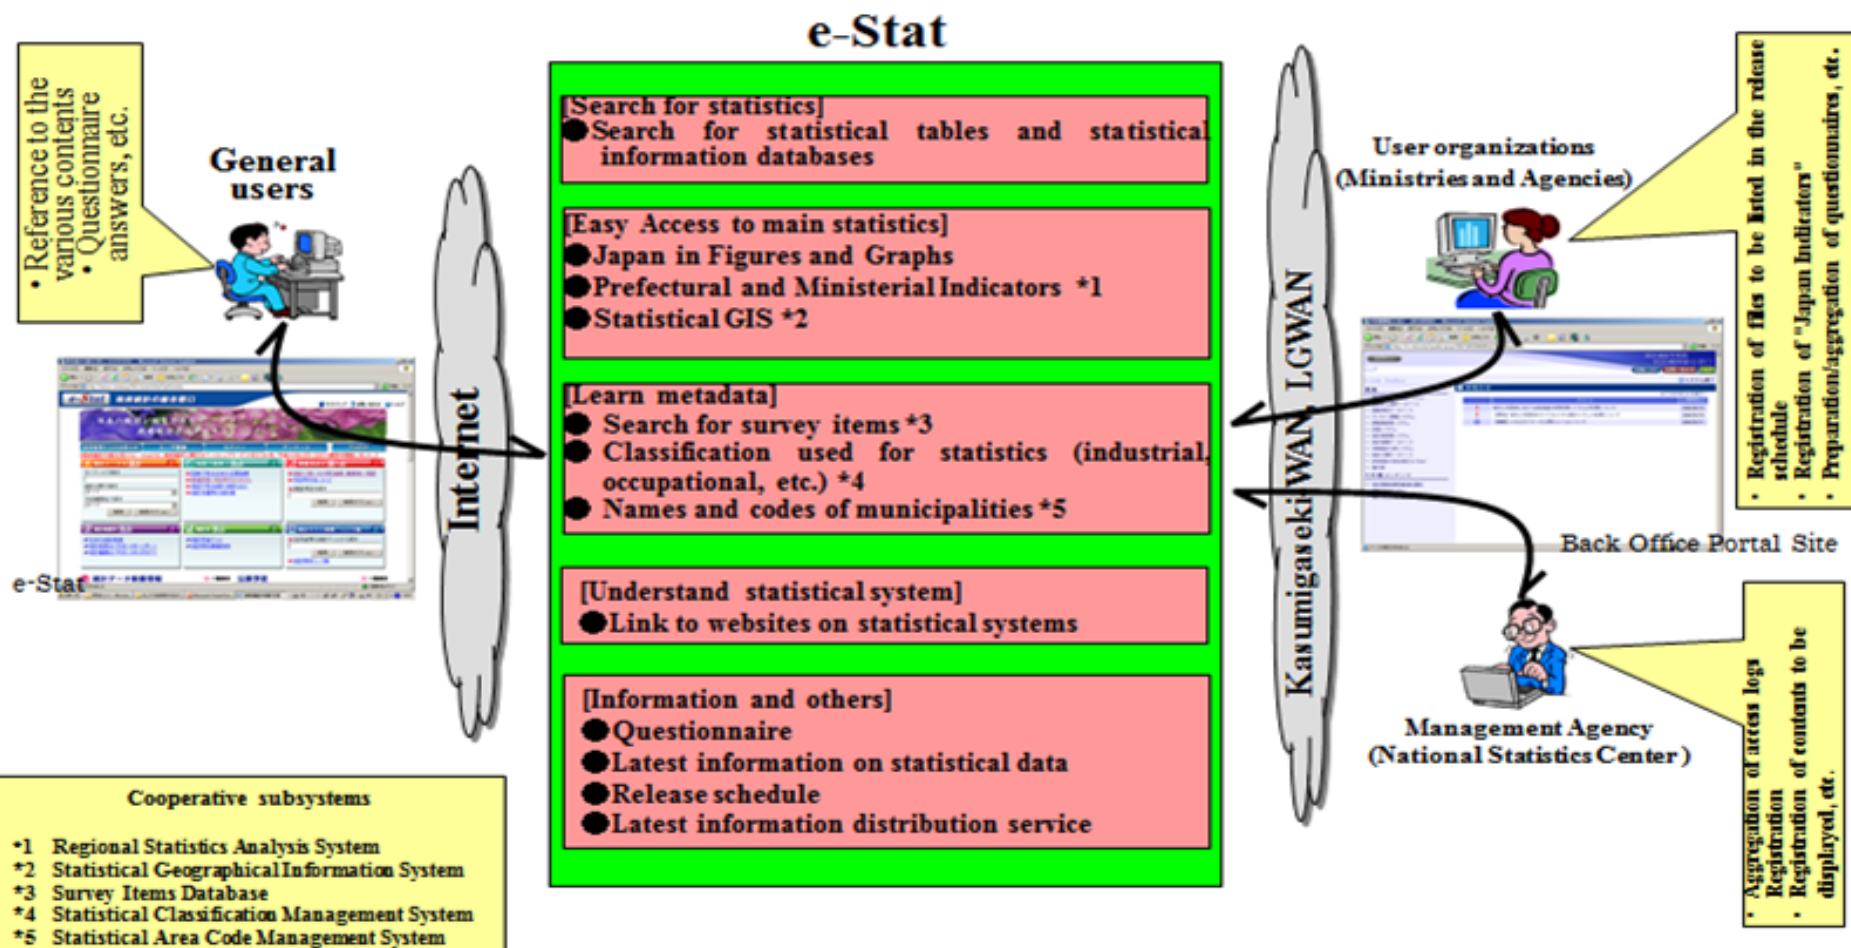 e-Stat
• Reference to the
various contents
• Questionnaire
answers, etc.
General
users
e-Stat
Internet
[Search for statistics]
●Search for statistical tables and statistical
information databases
[Easy Access to main statistics]
●Japan in Figures and Graphs
●Prefectural and Ministerial Indicators *1
●Statistical GIS *2
[Learn metadata]
● Search for survey items *3
● Classification used for statistics (industrial,
occupational, etc.) *4
● Names and codes of municipalities *5
[Understand statistical system]
●Link to websites on statistical systems
[Information and others]
●Questionnaire
●Latest information on statistical data
●Release schedule
●Latest information distribution service
Kasumigaseki WAN, LGWAN
User organizations
(Ministries and Agencies)
• Registration of files to be listed in the release
schedule
• Registration of "Japan Indicators"
• Preparation/aggregation of questionnaires, etc.
Back Office Portal Site
Management Agency
(National Statistics Center )
• Aggregation of access logs
Registration
• Registration of contents to be
displayed, etc.
Cooperative subsystems
*1 Regional Statistics Analysis System
*2 Statistical Geographical Information System
*3 Survey Items Database
*4 Statistical Classification Management System
*5 Statistical Area Code Management System